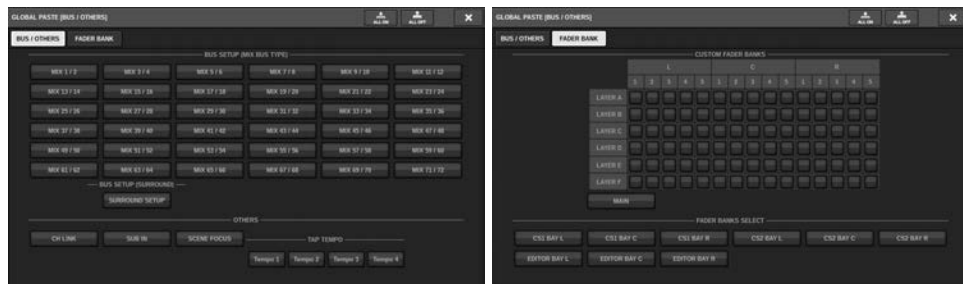 GLOBAL PASTE [BUS / OTHERS]
ALL ON
ALL OFF
BUS / OTHERS
FADER BANK
BUS SETUP (MIX BUS TYPE)
MIX 1 / 2
MIX 3 / 4
MIX 5 / 6
MIX 7 / 8
MIX 9 / 10
MIX 11 / 12
MIX 13 / 14
MIX 15 / 16
MIX 17 / 18
MIX 19 / 20
MIX 21 / 22
MIX 23 / 24
MIX 25 / 26
MIX 27 / 28
MIX 29 / 30
MIX 31 / 32
MIX 33 / 34
MIX 35 / 36
MIX 37 / 38
MIX 39 / 40
MIX 41 / 42
MIX 43 / 44
MIX 45 / 46
MIX 47 / 48
MIX 49 / 50
MIX 51 / 52
MIX 53 / 54
MIX 55 / 56
MIX 57 / 58
MIX 59 / 60
MIX 61 / 62
MIX 63 / 64
MIX 65 / 66
MIX 67 / 68
MIX 69 / 70
MIX 71 / 72
BUS SETUP (SURROUND)
SURROUND SETUP
OTHERS
CH LINK
SUB IN
SCENE FOCUS
TAP TEMPO
Tempo 1
Tempo 2
Tempo 3
Tempo 4
GLOBAL PASTE [BUS / OTHERS]
ALL ON
ALL OFF
BUS / OTHERS
FADER BANK
CUSTOM FADER BANKS
L
C
R
1 2 3 4 5 1 2 3 4 5 1 2 3 4 5
LAYER A
LAYER B
LAYER C
LAYER D
LAYER E
LAYER F
MAIN
FADER BANKS SELECT
CS1 BAY L
CS1 BAY C
CS1 BAY R
CS2 BAY L
CS2 BAY C
CS2 BAY R
EDITOR BAY L
EDITOR BAY C
EDITOR BAY R